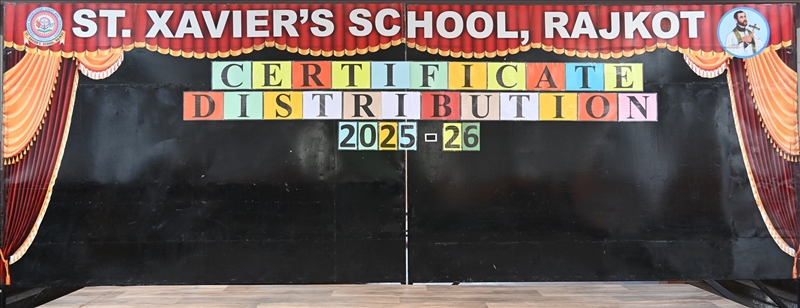 ST. XAVIER'S SCHOOL, RAJKOT
CERTIFICATE
DISTRIBUTION
2025-26